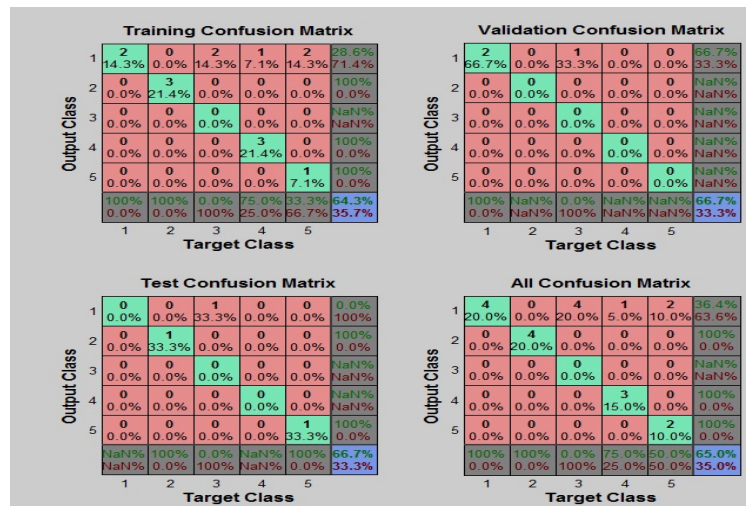 Training Confusion Matrix
1 2 0 2 1 2 28.6%
14.3% 0.0% 14.3% 7.1% 14.3% 71.4%
2 0 3 0 0 0 100%
0.0% 21.4% 0.0% 0.0% 0.0% 0.0%
3 0 0 0 0 0 NaN%
0.0% 0.0% 0.0% 0.0% 0.0% NaN%
4 0 0 0 3 0 100%
0.0% 0.0% 0.0% 21.4% 0.0% 0.0%
5 0 0 0 0 1 100%
0.0% 0.0% 0.0% 0.0% 7.1% 0.0%
100% 100% 0.0% 75.0% 33.3% 64.3%
0.0% 0.0% 100% 25.0% 66.7% 35.7%
1 2 3 4 5
Target Class
Output Class
Validation Confusion Matrix
1 2 0 1 0 0 66.7%
66.7% 0.0% 33.3% 0.0% 0.0% 33.3%
2 0 0 0 0 0 NaN%
0.0% 0.0% 0.0% 0.0% 0.0% NaN%
3 0 0 0 0 0 NaN%
0.0% 0.0% 0.0% 0.0% 0.0% NaN%
4 0 0 0 0 0 NaN%
0.0% 0.0% 0.0% 0.0% 0.0% NaN%
5 0 0 0 0 0 NaN%
0.0% 0.0% 0.0% 0.0% 0.0% NaN%
100% NaN% 0.0% NaN% NaN% 66.7%
0.0% NaN% 100% NaN% NaN% 33.3%
1 2 3 4 5
Target Class
Output Class
Test Confusion Matrix
1 0 0 1 0 0 0.0%
0.0% 0.0% 33.3% 0.0% 0.0% 100%
2 0 1 0 0 0 100%
0.0% 33.3% 0.0% 0.0% 0.0% 0.0%
3 0 0 0 0 0 NaN%
0.0% 0.0% 0.0% 0.0% 0.0% NaN%
4 0 0 0 0 0 NaN%
0.0% 0.0% 0.0% 0.0% 0.0% NaN%
5 0 0 0 0 1 100%
0.0% 0.0% 0.0% 0.0% 33.3% 0.0%
NaN% 100% 0.0% NaN% 100% 66.7%
NaN% 0.0% 100% NaN% 0.0% 33.3%
1 2 3 4 5
Target Class
Output Class
All Confusion Matrix
1 4 0 4 1 2 36.4%
20.0% 0.0% 20.0% 5.0% 10.0% 63.6%
2 0 4 0 0 0 100%
0.0% 20.0% 0.0% 0.0% 0.0% 0.0%
3 0 0 0 0 0 NaN%
0.0% 0.0% 0.0% 0.0% 0.0% NaN%
4 0 0 0 3 0 100%
0.0% 0.0% 0.0% 15.0% 0.0% 0.0%
5 0 0 0 0 2 100%
0.0% 0.0% 0.0% 0.0% 10.0% 0.0%
100% 100% 0.0% 75.0% 50.0% 65.0%
0.0% 0.0% 100% 25.0% 50.0% 35.0%
1 2 3 4 5
Target Class
Output Class